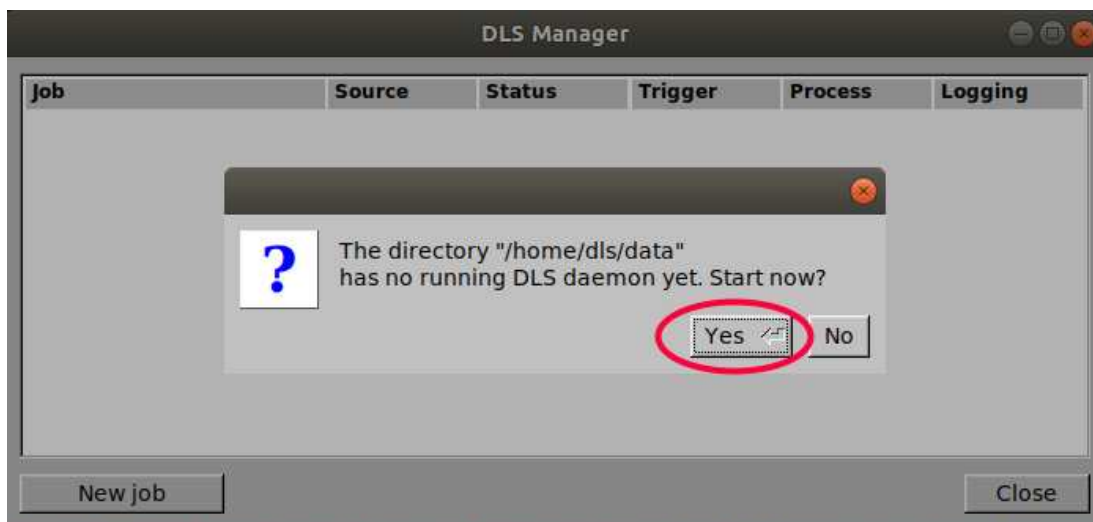 DLS Manager
Job Source Status Trigger Process Logging
?
The directory "/home/dls/data"
has no running DLS daemon yet. Start now?
Yes No
New job Close